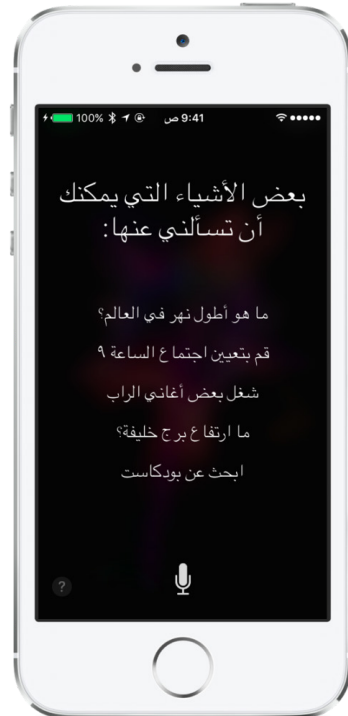 9:41 ص 100%
بعض الأشياء التي يمكنك
أن تسألني عنها:
ما هو أطول نهر في العالم؟
قم بتعيين اجتماع الساعة ٩
شغل بعض أغاني الراب
ما ارتفاع برج خليفة؟
ابحث عن بودكاست
?